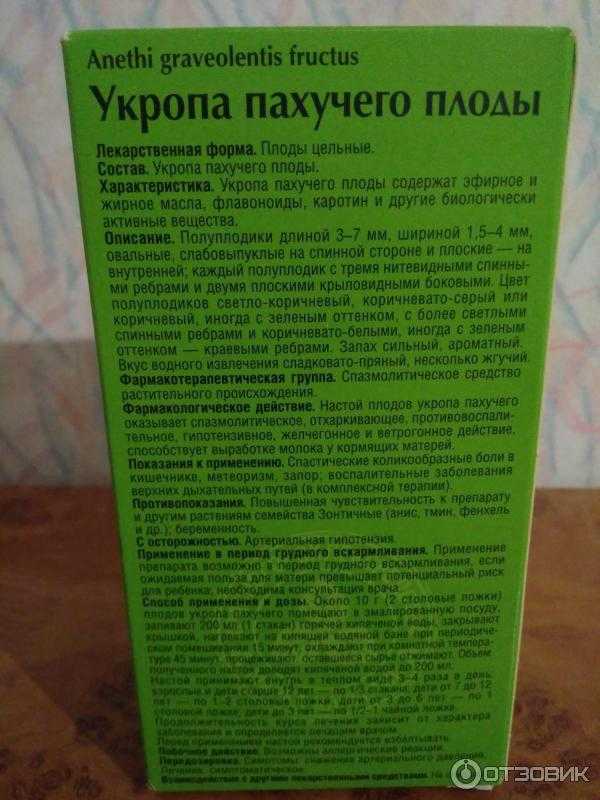 Anethi graveolentis fructus
Укропа пахучего плоды
Лекарственная форма. Плоды цельные.
Состав. Укропа пахучего плоды.
Характеристика. Укропа пахучего плоды содержат эфирное и
жирное масла, флавоноиды, каротин и другие биологически
активные вещества.
Описание. Полуплодики длиной 3–7 мм, шириной 1,5–4 мм,
овальные, слабовыпуклые на спинной стороне и плоские — на
внутренней; каждый полуплодик с тремя нитевидными спинны-
ми ребрами и двумя плоскими крыловидными боковыми. Цвет
полуплодиков светло-коричневый, коричневато-серый или
коричневый, иногда с зеленым оттенком, с более светлыми
спинными ребрами и коричневато-белыми, иногда с зеленым
оттенком — краевыми ребрами. Запах сильный, ароматный.
Вкус водного извлечения сладковато-пряный, несколько жгучий.
Фармакотерапевтическая группа. Спазмолитическое средство
растительного происхождения.
Фармакологическое действие. Настой плодов укропа пахучего
оказывает спазмолитическое, отхаркивающее, противовоспали-
тельное, гипотензивное, желчегонное и ветрогонное действие,
способствует выработке молока у кормящих матерей.
Показания к применению. Спастические коликообразные боли в
кишечнике, метеоризм, запор; воспалительные заболевания
верхних дыхательных путей (в комплексной терапии).
Противопоказания. Повышенная чувствительность к препарату
и другим растениям семейства Зонтичные (анис, тмин, фенхель
и др.); беременность.
С осторожностью. Артериальная гипотензия.
Применение в период грудного вскармливания. Применение
препарата возможно в период грудного вскармливания, если
ожидаемая польза для матери превышает потенциальный риск
для ребенка; необходима консультация врача.
Способ применения и дозы. Около 10 г (2 столовые ложки)
плодов укропа пахучего помещают в эмалированную посуду,
заливают 200 мл (1 стакан) горячей кипяченой воды, закрывают
крышкой, нагревают на кипящей водяной бане при периодичес-
ком помешивании 15 минут, охлаждают при комнатной темпера-
туре 45 минут, процеживают, оставшееся сырье отжимают. Объем
полученного настоя доводят кипяченой водой до 200 мл.
Настой принимают внутрь в теплом виде 3–4 раза в день:
взрослые и дети старше 12 лет — по 1/3 стакана; дети от 7 до 12
лет — по 1–2 столовые ложки, дети от 3 до 6 лет — по 1
столовой ложке, дети до 3 лет — по 1/2–1 чайной ложке.
Продолжительность курса лечения зависит от характера
заболевания и определяется лечащим врачом.
Перед применением настой рекомендуется взбалтывать.
Побочное действие. Возможны аллергические реакции.
Передозировка. Симптомы: снижение артериального давления.
Лечение: симптоматическое.
Взаимодействие с другими лекарственными средствами. Не
ОТЗОВИК